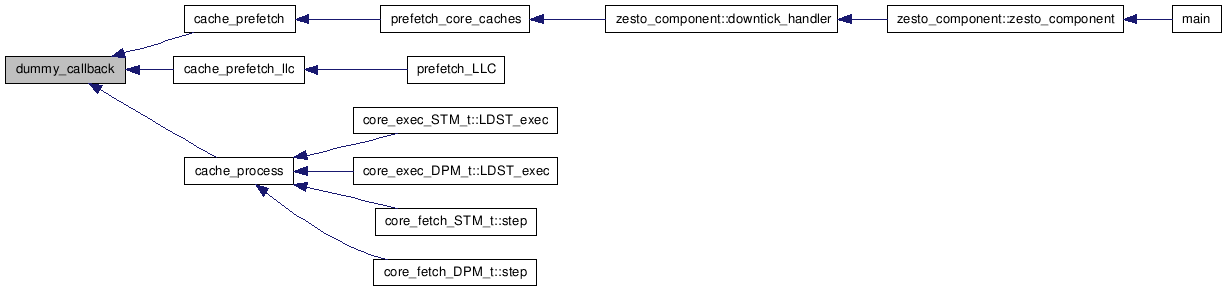 cache_prefetch
prefetch_core_caches
zesto_component::downtick_handler
zesto_component::zesto_component
main
dummy_callback
cache_prefetch_llc
prefetch_LLC
core_exec_STM_t::LDST_exec
cache_process
core_exec_DPM_t::LDST_exec
core_fetch_STM_t::step
core_fetch_DPM_t::step